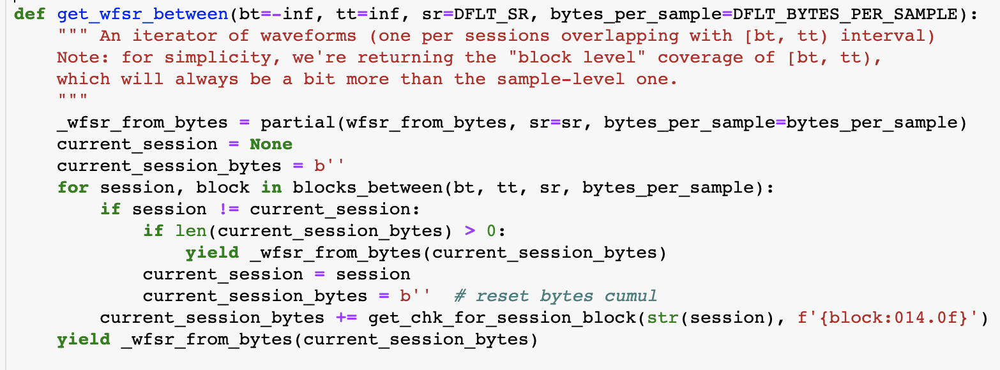 def get_wfsr_between(bt=-inf, tt=inf, sr=DFLT_SR, bytes_per_sample=DFLT_BYTES_PER_SAMPLE):
    """ An iterator of waveforms (one per sessions overlapping with [bt, tt) interval)
    Note: for simplicity, we're returning the "block level" coverage of [bt, tt),
    which will always be a bit more than the sample-level one.
    """
    _wfsr_from_bytes = partial(wfsr_from_bytes, sr=sr, bytes_per_sample=bytes_per_sample)
    current_session = None
    current_session_bytes = b''
    for session, block in blocks_between(bt, tt, sr, bytes_per_sample):
        if session != current_session:
            if len(current_session_bytes) > 0:
                yield _wfsr_from_bytes(current_session_bytes)
            current_session = session
            current_session_bytes = b''  # reset bytes cumul
        current_session_bytes += get_chk_for_session_block(str(session), f'{block:014.0f}')
    yield _wfsr_from_bytes(current_session_bytes)